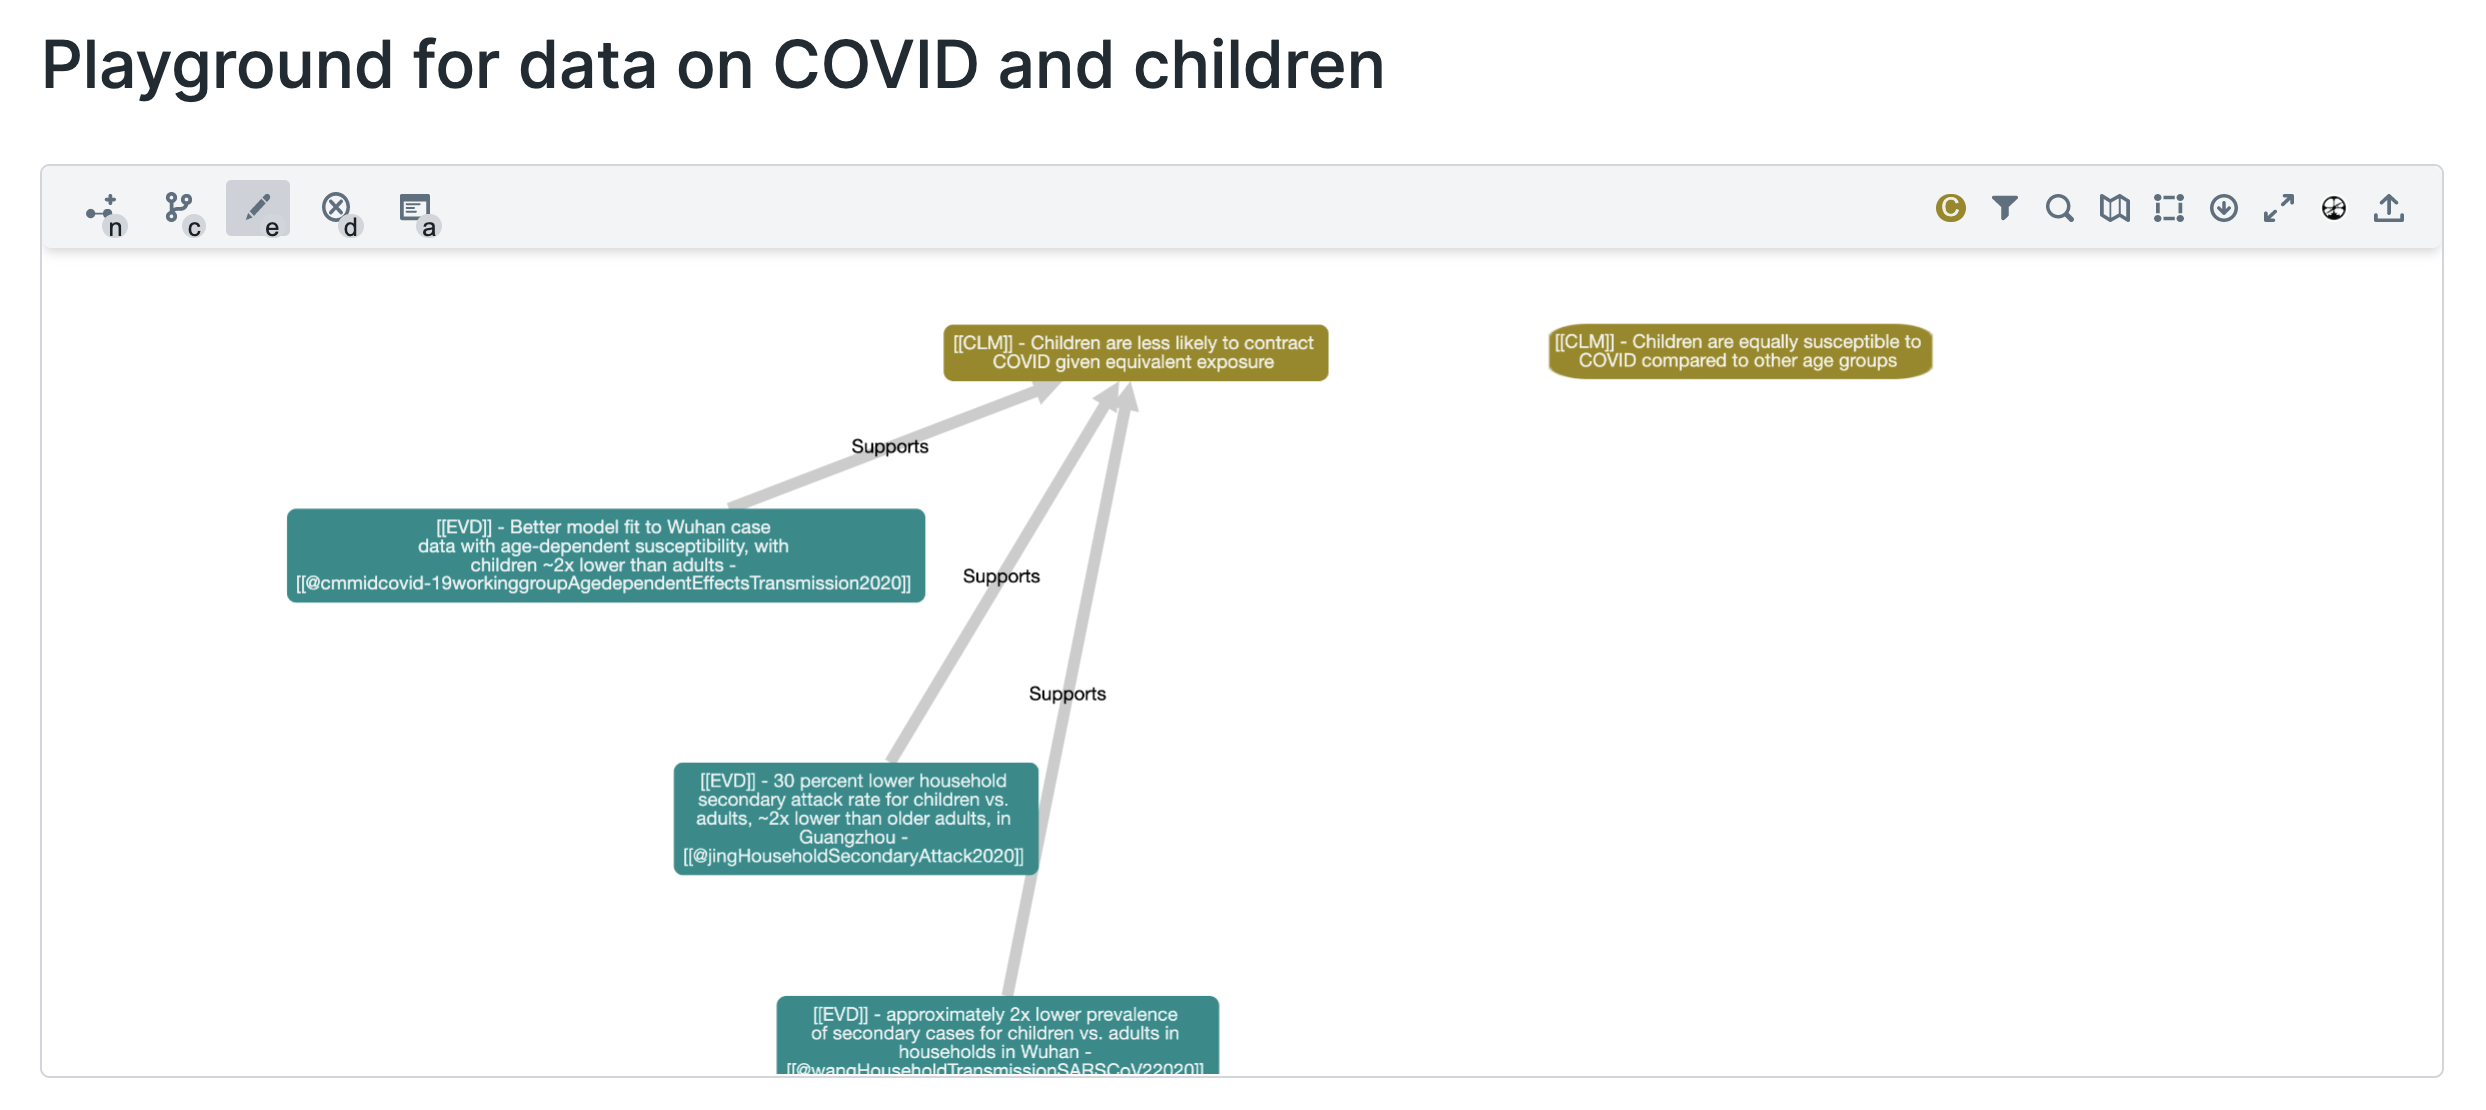 Playground for data on COVID and children
n
c
e
d
a
C
[[CLM]] - Children are less likely to contract
COVID given equivalent exposure
[[CLM]] - Children are equally susceptible to
COVID compared to other age groups
Supports
[[EVD]] - Better model fit to Wuhan case
data with age-dependent susceptibility, with
children ~2x lower than adults -
[[@cmmidcovid-19workinggroupAgedependentEffectsTransmission2020]]
Supports
Supports
[[EVD]] - 30 percent lower household
secondary attack rate for children vs.
adults, ~2x lower than older adults, in
Guangzhou -
[[@jingHouseholdSecondaryAttack2020]]
[[EVD]] - approximately 2x lower prevalence
of secondary cases for children vs. adults in
households in Wuhan -
[[@wangHouseholdTransmissionSARSCoV22020]]